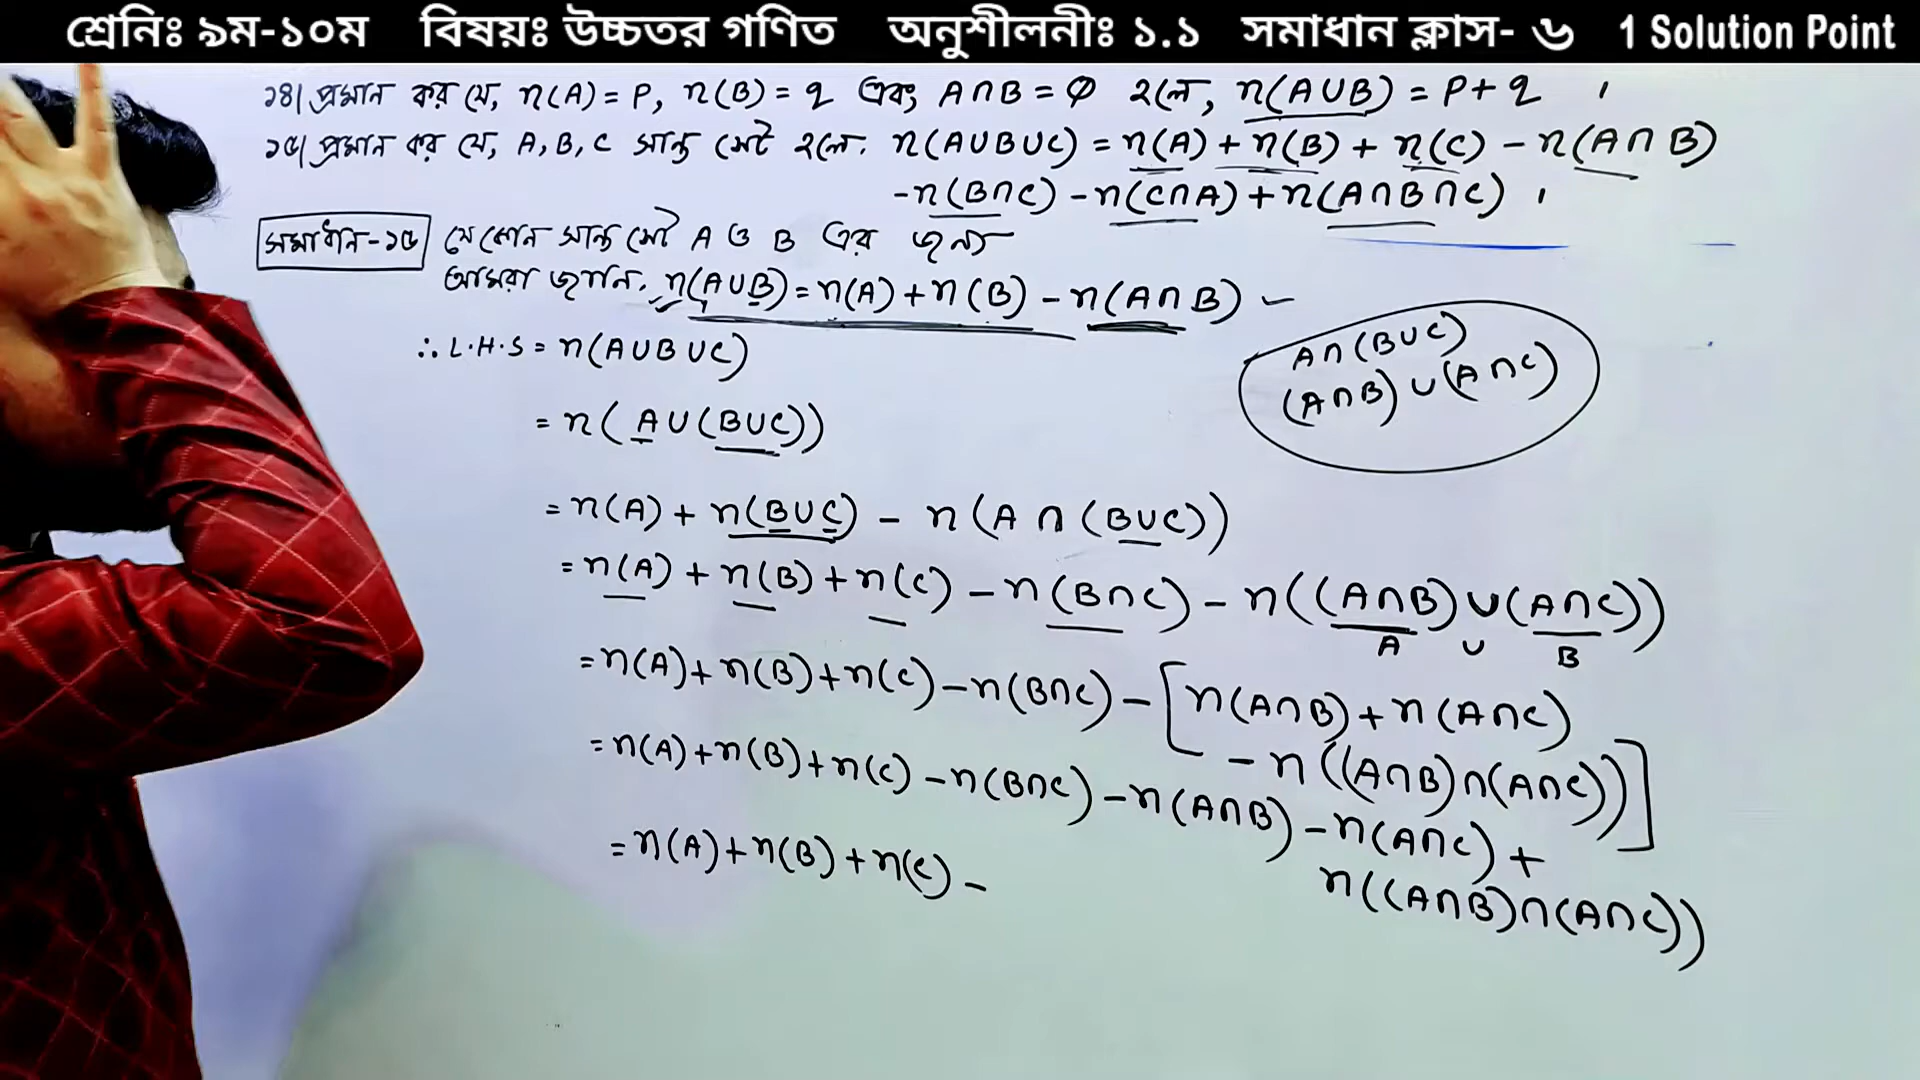 শ্রেনিঃ ৯ম-১০ম বিষয়ঃ উচ্চতর গণিত অনুশীলনীঃ ১.১ সমাধান ক্লাস- ৬ 1 Solution Point
১৪| প্রমান কর যে, n(A) = P, n(B) = q এবং A∩B = Φ হলে, n(A∪B) = P + q ।
১৫| প্রমান কর যে, A, B, C সান্ত সেট হলে. n(A∪B∪C) = n(A) + n(B) + n(C) - n(A∩B)
- n(B∩C) - n(C∩A) + n(A∩B∩C) ।
সমাধান-১৫ যে কোন সান্ত সেট A ও B এর জন্য
আমরা জানি. n(A∪B) = n(A) + n(B) - n(A∩B)
∴ L.H.S = n(A∪B∪C)
A∩(B∪C)
(A∩B) ∪ (A∩C)
= n(A∪(B∪C))
= n(A) + n(B∪C) - n(A∩(B∪C))
= n(A) + n(B) + n(C) - n(B∩C) - n((A∩B)∪(A∩C))
A ∪ B
= n(A) + n(B) + n(C) - n(B∩C) - [n(A∩B) + n(A∩C)
- n((A∩B)∩(A∩C))]
= n(A) + n(B) + n(C) - n(B∩C) - n(A∩B) - n(A∩C) +
n((A∩B)∩(A∩C))
= n(A) + n(B) + n(C) -